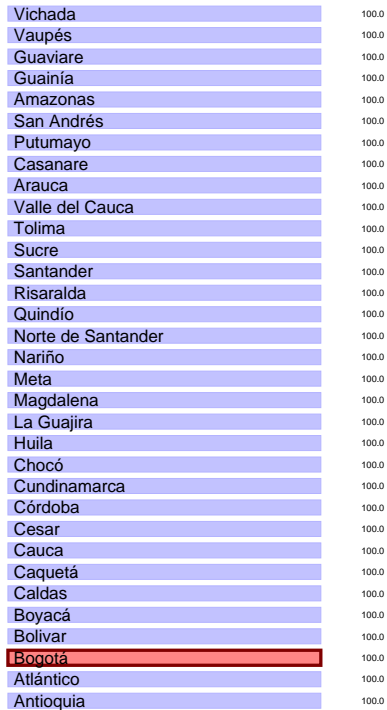 Vichada 100.0
Vaupés 100.0
Guaviare 100.0
Guainía 100.0
Amazonas 100.0
San Andrés 100.0
Putumayo 100.0
Casanare 100.0
Arauca 100.0
Valle del Cauca 100.0
Tolima 100.0
Sucre 100.0
Santander 100.0
Risaralda 100.0
Quindío 100.0
Norte de Santander 100.0
Nariño 100.0
Meta 100.0
Magdalena 100.0
La Guajira 100.0
Huila 100.0
Chocó 100.0
Cundinamarca 100.0
Córdoba 100.0
Cesar 100.0
Cauca 100.0
Caquetá 100.0
Caldas 100.0
Boyacá 100.0
Bolivar 100.0
Bogotá 100.0
Atlántico 100.0
Antioquia 100.0